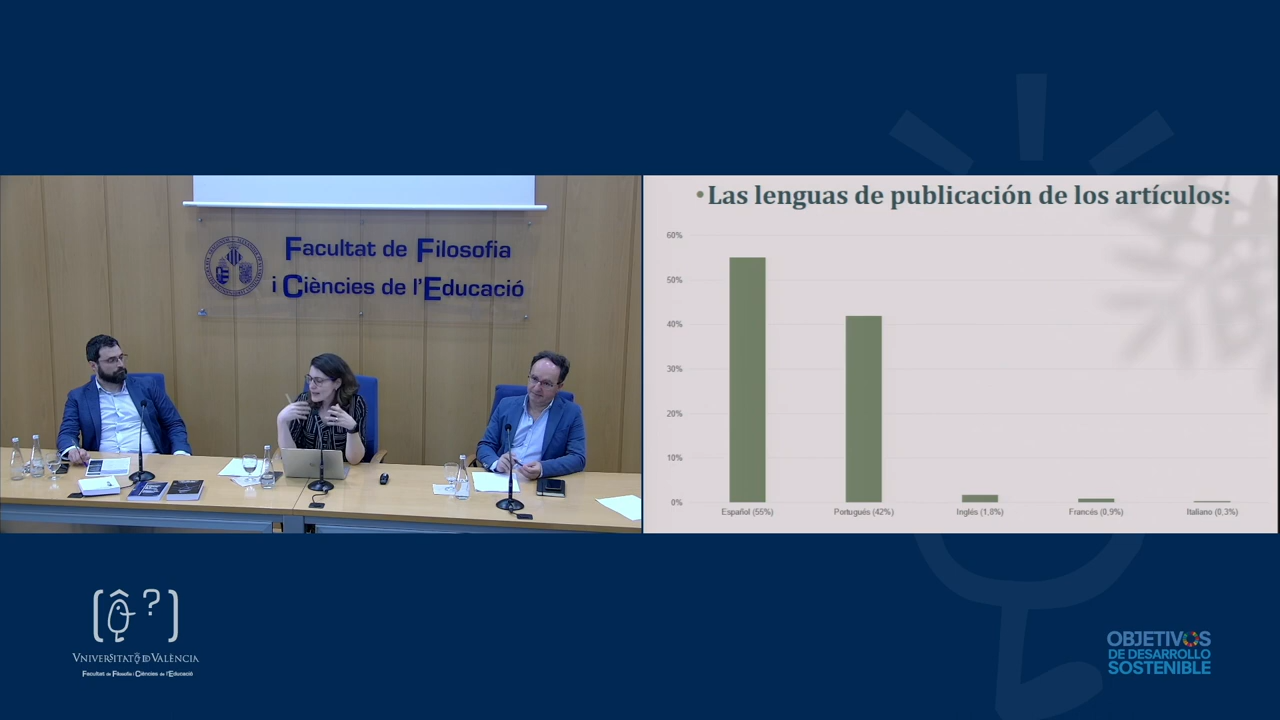 Facultat de Filosofia
i Ciències de l'Educació
•Las lenguas de publicación de los artículos:
60%
50%
40%
30%
20%
10%
0%
Español (55%)
Portugués (42%)
Inglés (1,8%)
Francés (0,9%)
Italiano (0,3%)
[Ô ?]
VNIVERSITAT ID VALÈNCIA
Facultat de Filosofia i Ciències de l'Educació
OBJETIVOS
DE DESARROLLO
SOSTENIBLE